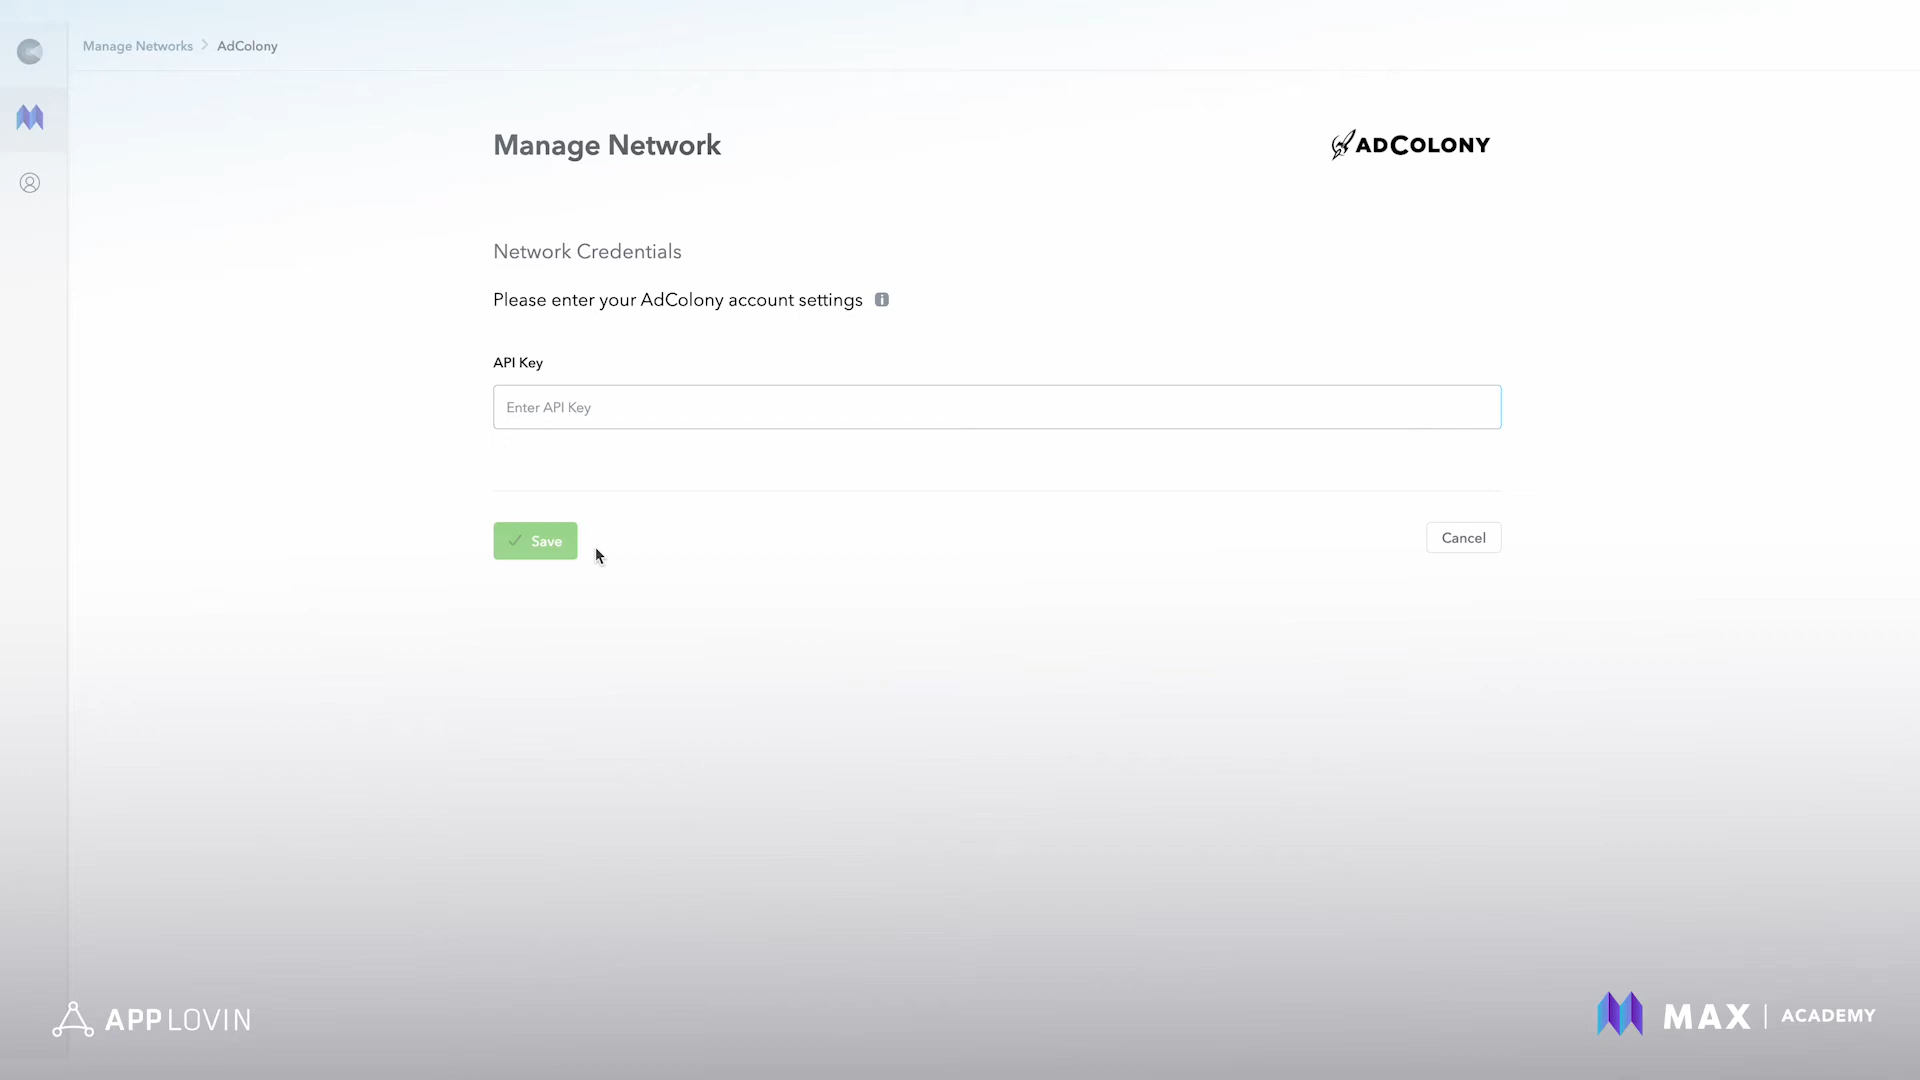 Manage Networks > AdColony
Manage Network
ADCOLONY
Network Credentials
Please enter your AdColony account settings
API Key
Enter API Key
Save
Cancel
APPLOVIN
MAX | ACADEMY